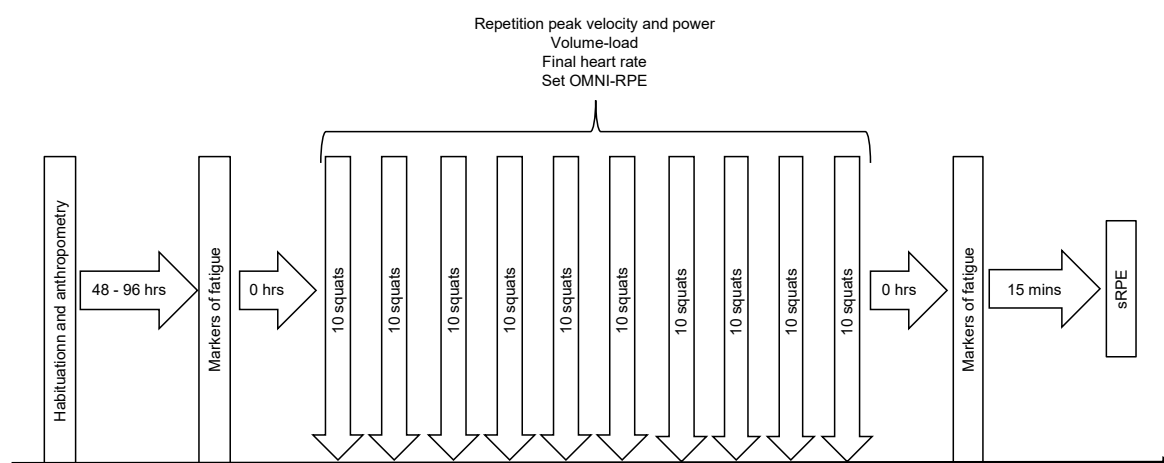 Repetition peak velocity and power
Volume-load
Final heart rate
Set OMNI-RPE
Habituationn and anthropometry
48 - 96 hrs
Markers of fatigue
0 hrs
10 squats
10 squats
10 squats
10 squats
10 squats
10 squats
10 squats
10 squats
10 squats
10 squats
0 hrs
Markers of fatigue
15 mins
sRPE